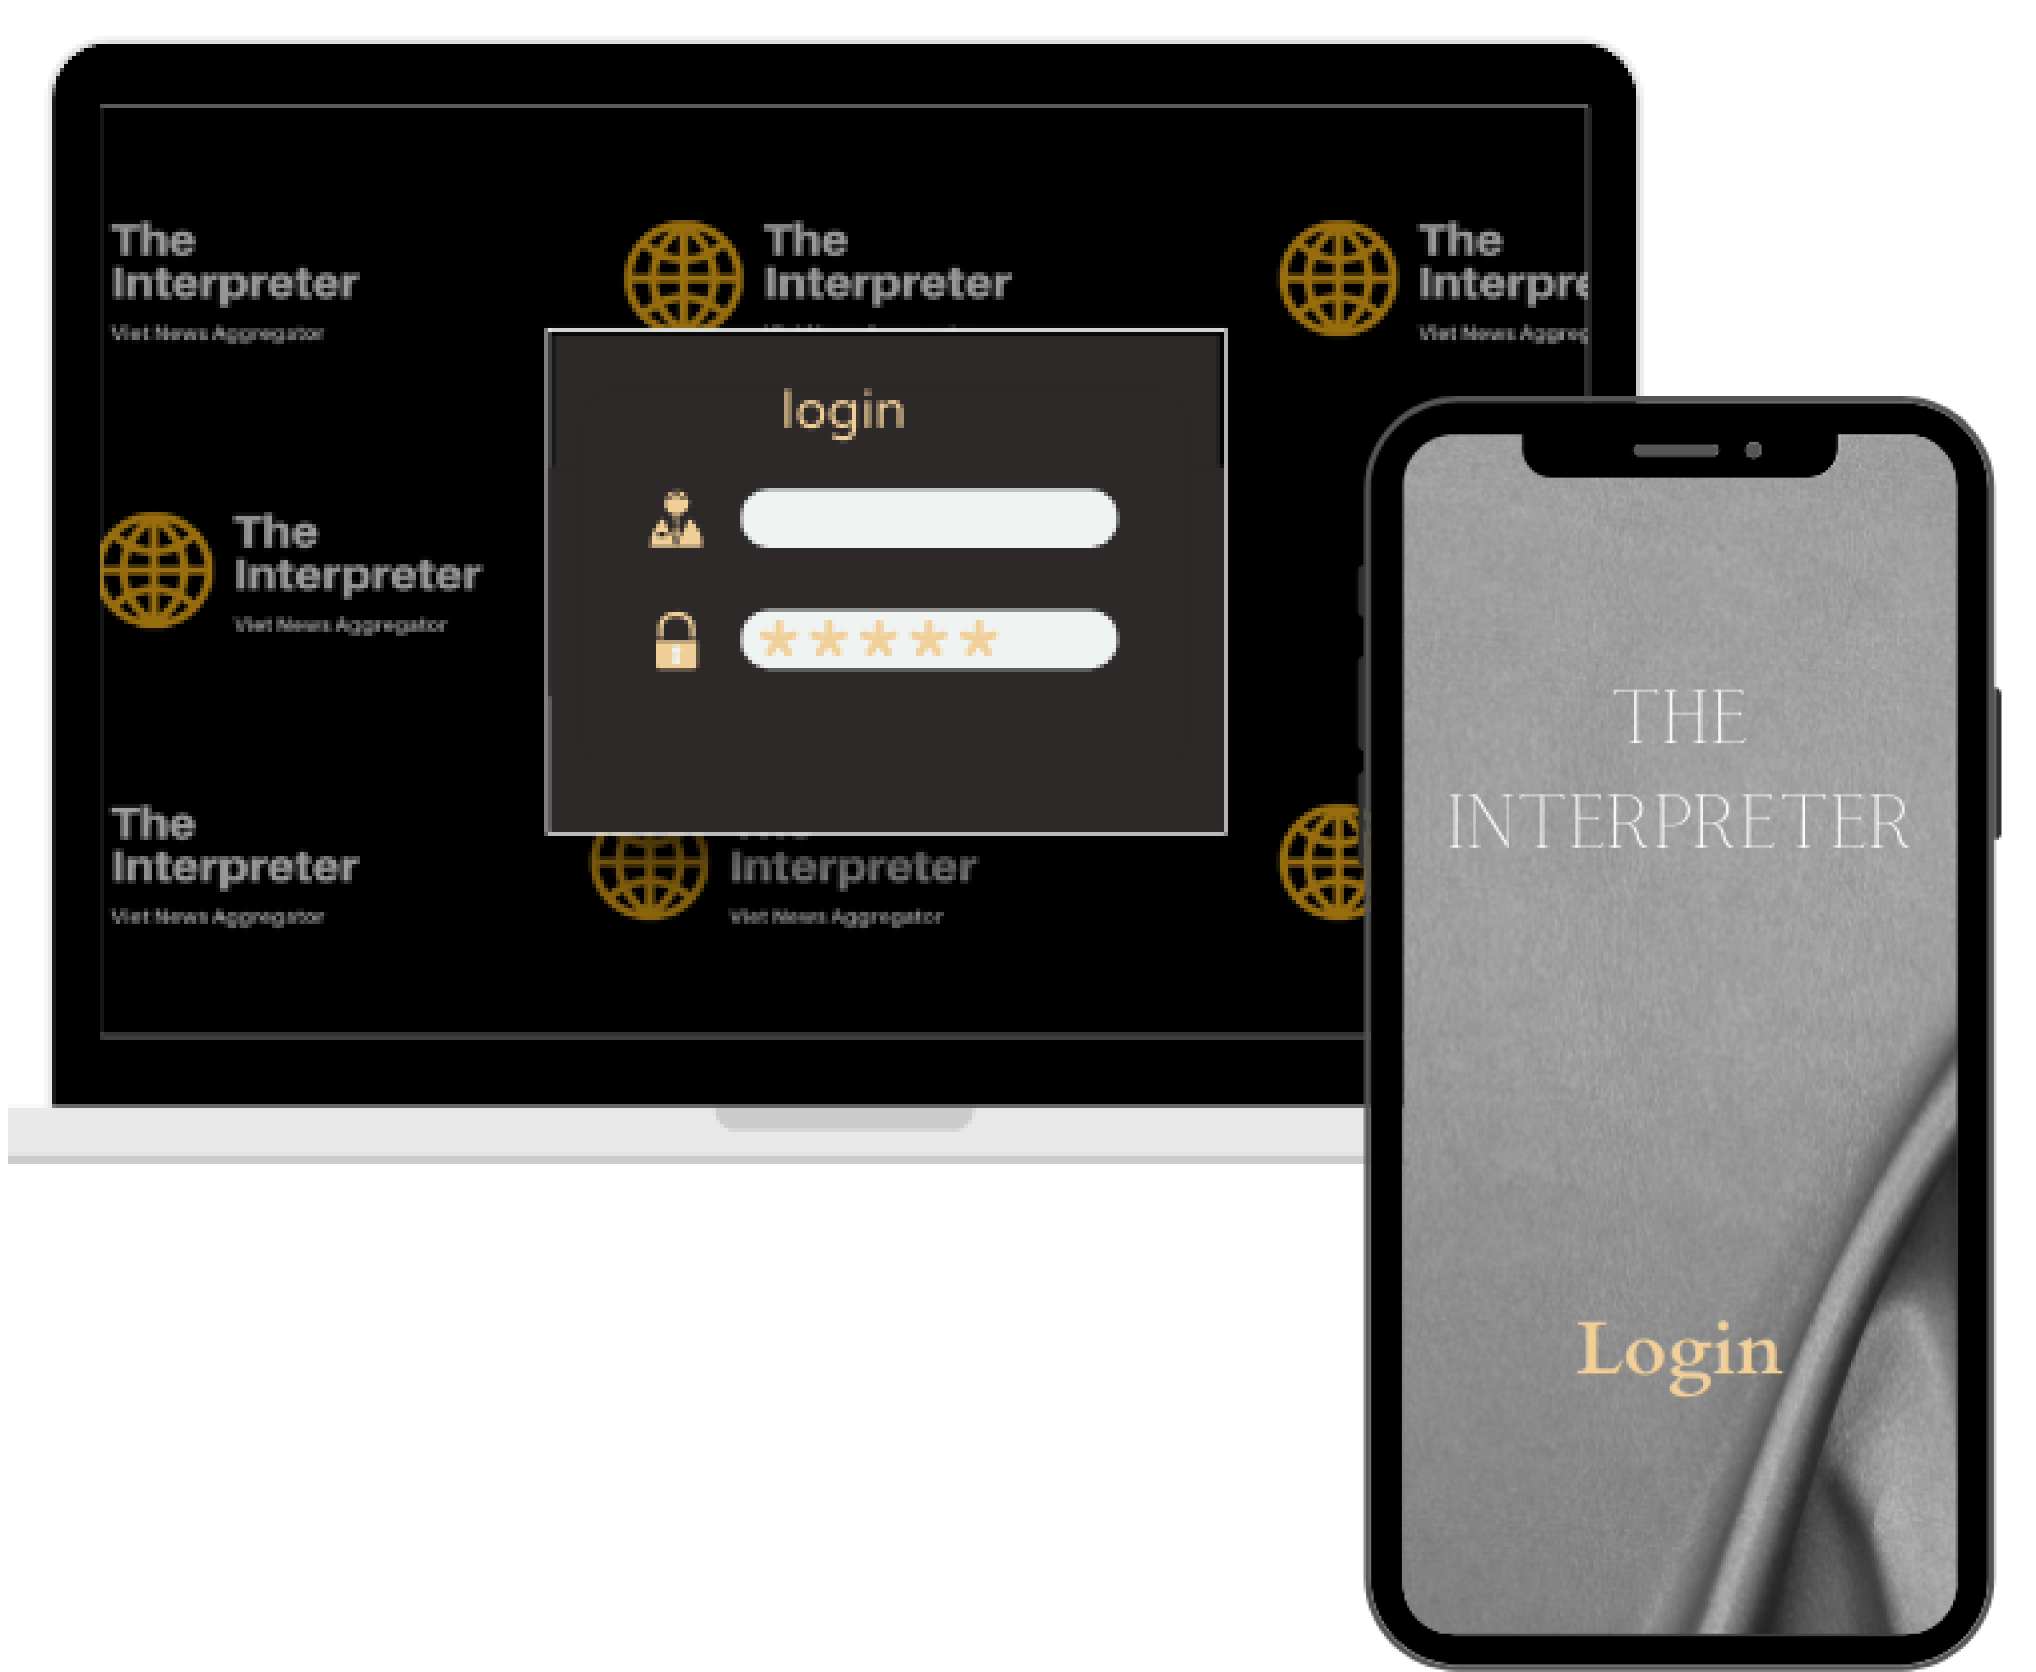 The
Interpreter
Viet News Aggregator
The
Interpreter
The
Interpre
Viet News Aggreg
login
The
Interpreter
Viet News Aggregator
*****
The
Interpreter
Viet News Aggregator
Interpreter
Viet News Aggregator
THE
INTERPRETER
Login